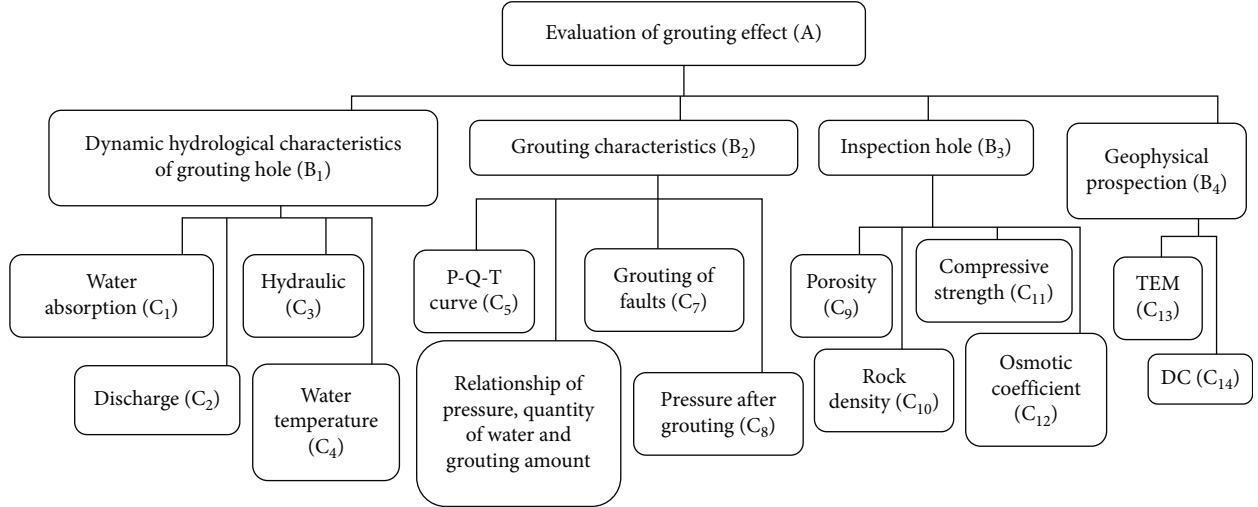 Evaluation of grouting effect (A)
Dynamic hydrological characteristics
of grouting hole (B₁)
Grouting characteristics (B₂)
Inspection hole (B₃)
Geophysical
prospection (B₄)
Water
absorption (C₁)
Hydraulic
(C₃)
Discharge (C₂)
Water
temperature
(C₄)
P-Q-T
curve (C₅)
Grouting of
faults (C₇)
Relationship of
pressure, quantity
of water and
grouting amount
Pressure after
grouting (C₈)
Porosity
(C₉)
Compressive
strength (C₁₁)
Rock
density (C₁₀)
Osmotic
coefficient
(C₁₂)
TEM
(C₁₃)
DC (C₁₄)